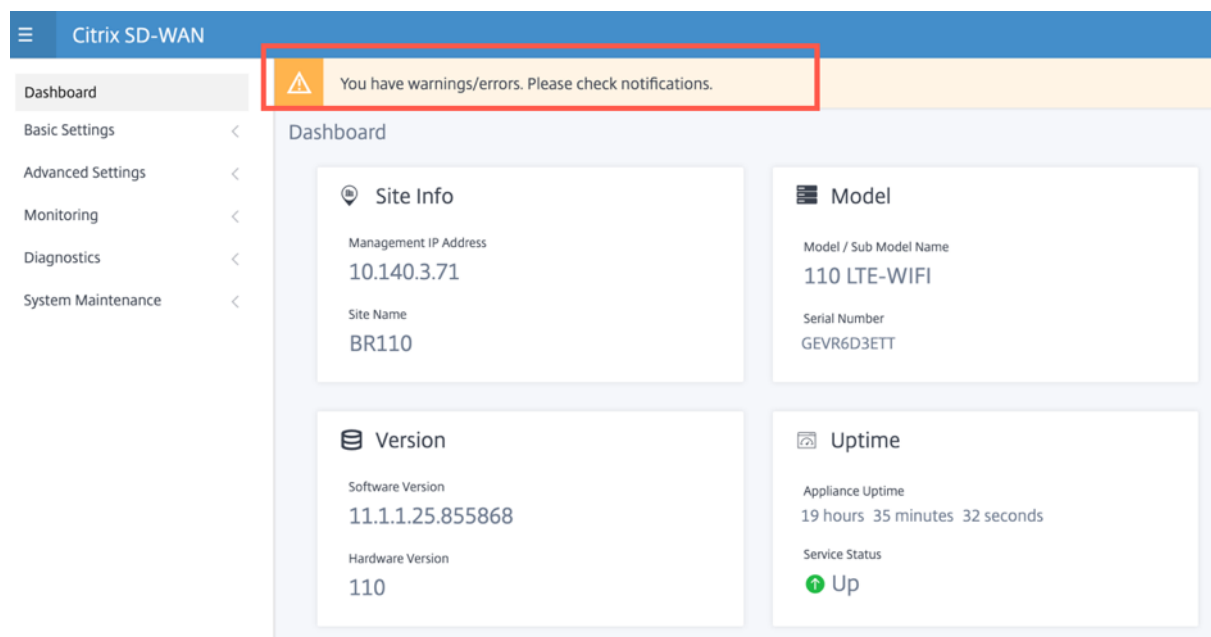 Citrix SD-WAN
You have warnings/errors. Please check notifications.
Dashboard
Basic Settings
Advanced Settings
Monitoring
Diagnostics
System Maintenance
Dashboard
Site Info
Management IP Address
10.140.3.71
Site Name
BR110
Model
Model / Sub Model Name
110 LTE-WIFI
Serial Number
GEVR6D3ETT
Version
Software Version
11.1.1.25.855868
Hardware Version
110
Uptime
Appliance Uptime
19 hours 35 minutes 32 seconds
Service Status
Up